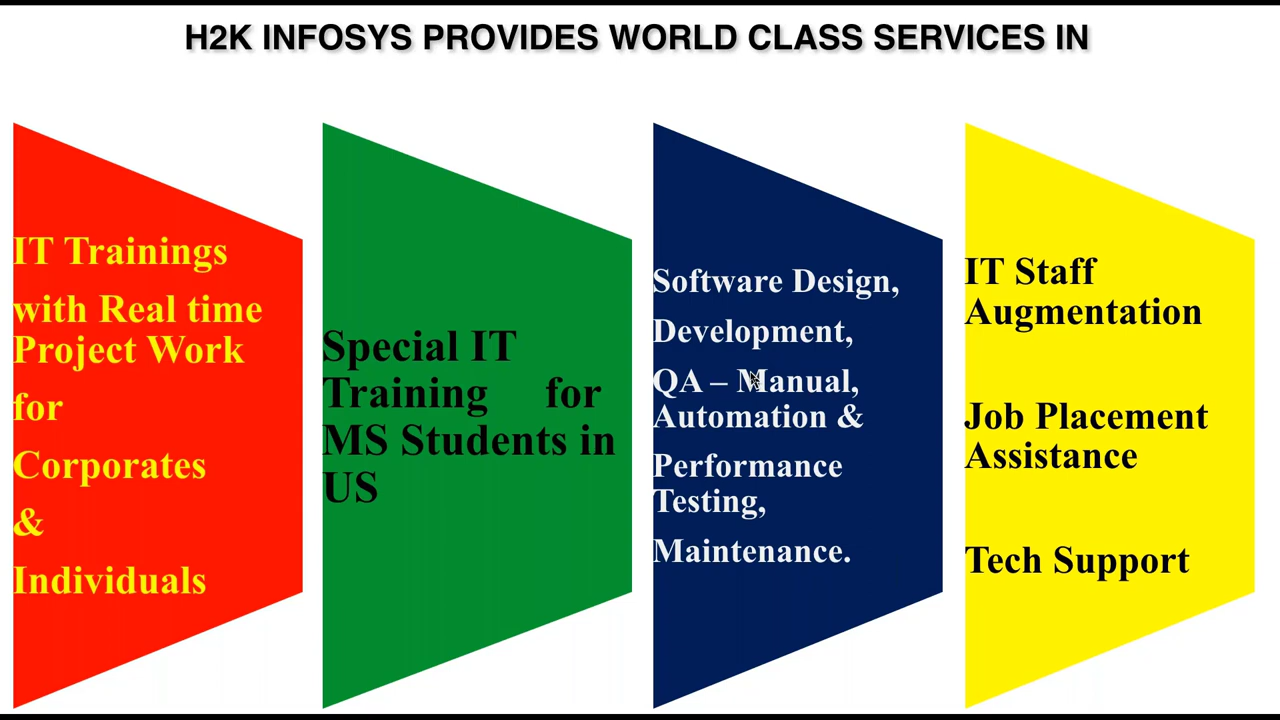 H2K INFOSYS PROVIDES WORLD CLASS SERVICES IN
IT Trainings
with Real time
Project Work
for
Corporates
&
Individuals
Special IT
Training for
MS Students in
US
Software Design,
Development,
QA – Manual,
Automation &
Performance
Testing,
Maintenance.
IT Staff
Augmentation
Job Placement
Assistance
Tech Support